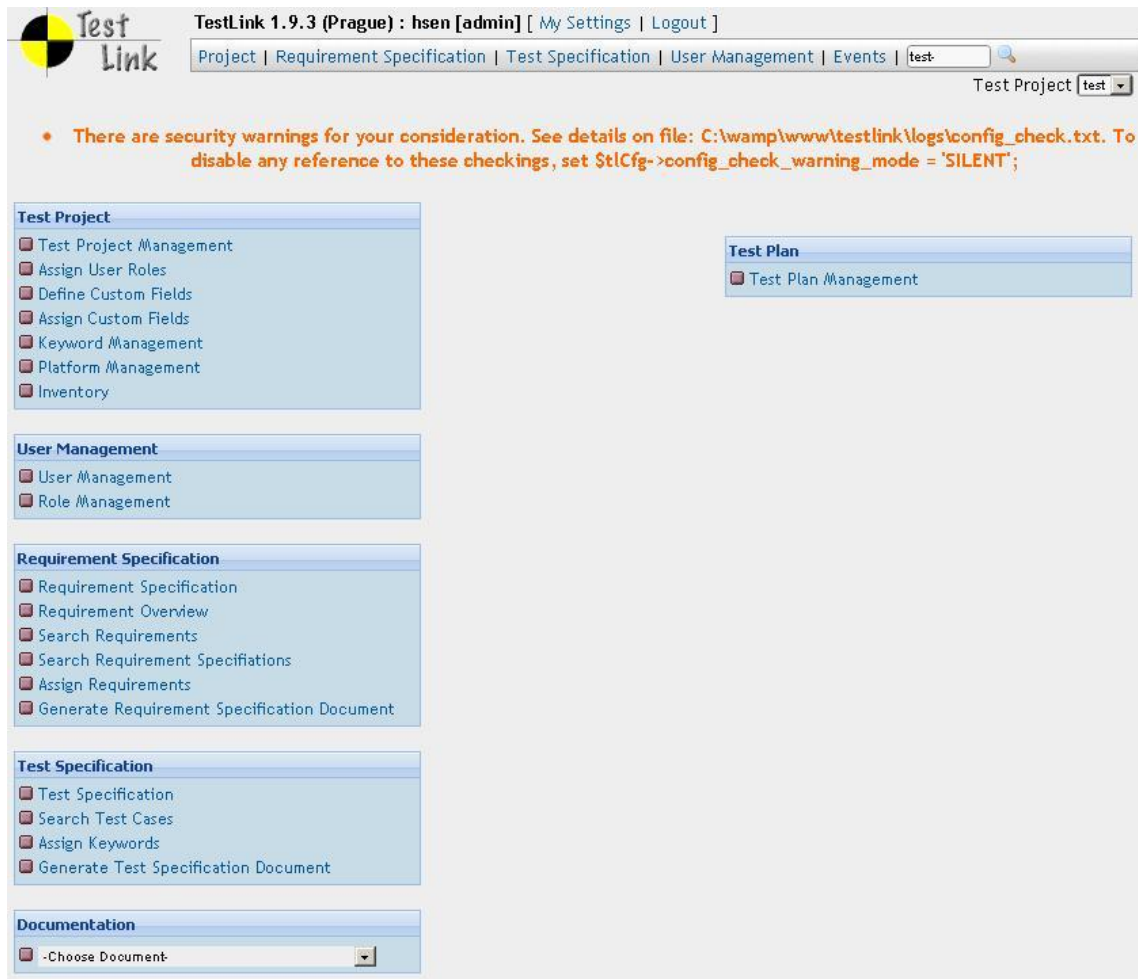 Test
Link
TestLink 1.9.3 (Prague) : hsen [admin] [ My Settings | Logout ]
Project | Requirement Specification | Test Specification | User Management | Events | test-
Test Project test
• There are security warnings for your consideration. See details on file: C:\wamp\www\testlink\logs\config_check.txt. To
disable any reference to these checkings, set $tlCfg->config_check_warning_mode = 'SILENT';
Test Project
Test Project Management
Assign User Roles
Define Custom Fields
Assign Custom Fields
Keyword Management
Platform Management
Inventory
Test Plan
Test Plan Management
User Management
User Management
Role Management
Requirement Specification
Requirement Specification
Requirement Overview
Search Requirements
Search Requirement Specifiations
Assign Requirements
Generate Requirement Specification Document
Test Specification
Test Specification
Search Test Cases
Assign Keywords
Generate Test Specification Document
Documentation
-Choose Document-